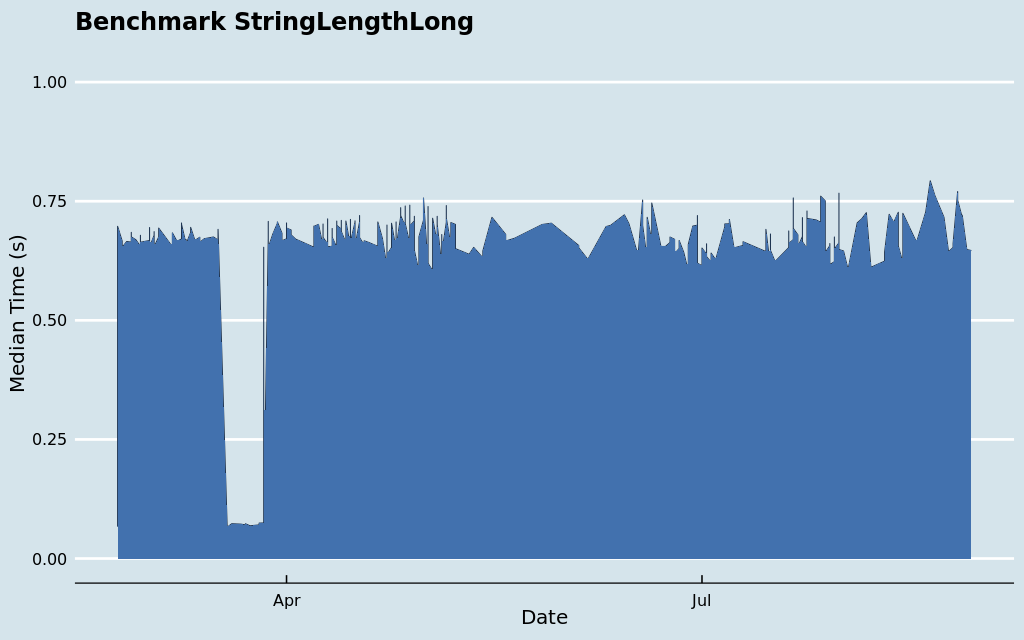 Benchmark StringLengthLong
1.00
0.75
0.50
0.25
0.00
Median Time (s)
Apr
Jul
Date